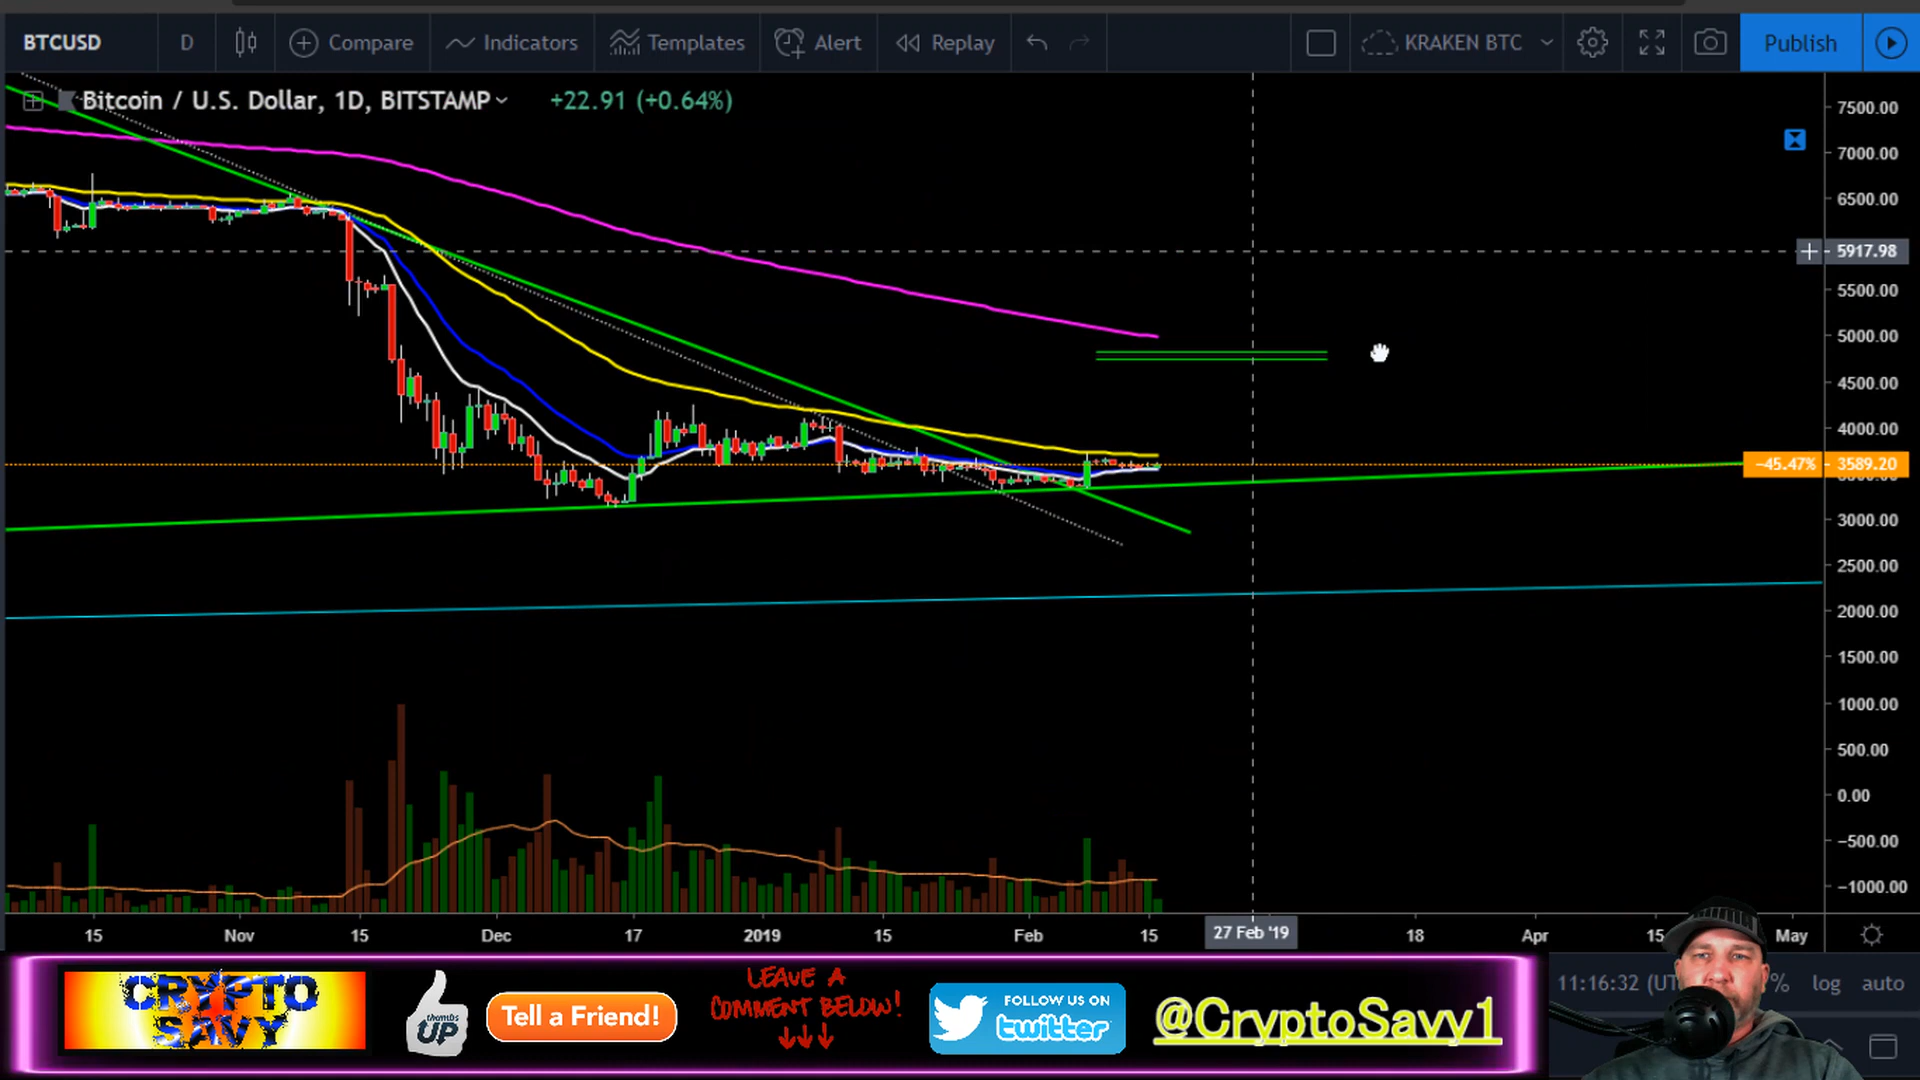 BTCUSD D Compare Indicators Templates Alert Replay KRAKEN BTC Publish
Bitcoin / U.S. Dollar, 1D, BITSTAMP +22.91 (+0.64%)
7500.00
7000.00
6500.00
5917.98
5500.00
5000.00
4500.00
4000.00
−45.47% 3589.20
3000.00
2500.00
2000.00
1500.00
1000.00
500.00
0.00
−500.00
−1000.00
15 Nov 15 Dec 17 2019 15 Feb 15 27 Feb '19 18 Apr 15 May
11:16:32 (UT % log auto
CRYPTO
SAVY
thumbs
UP
Tell a Friend!
LEAVE A
COMMENT BELOW!
FOLLOW US ON
twitter
@CryptoSavy1